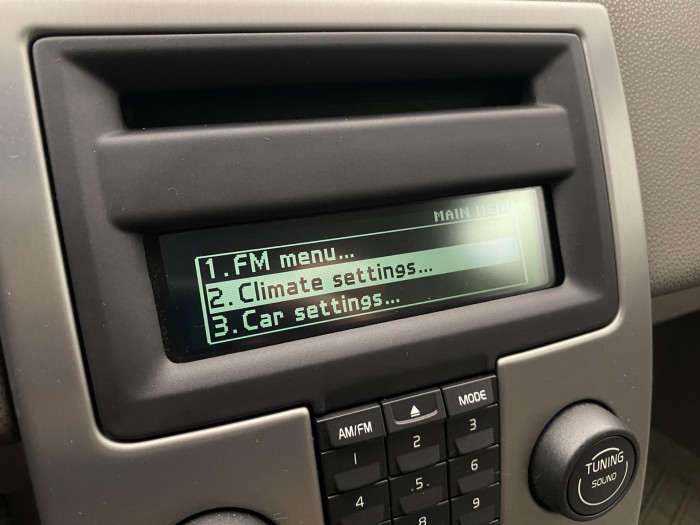 MAIN MENU
1.FM menu...
2.Climate settings...
3.Car settings...
AM/FM
MODE
1
2
3
4
5
6
8
9
TUNING
SOUND